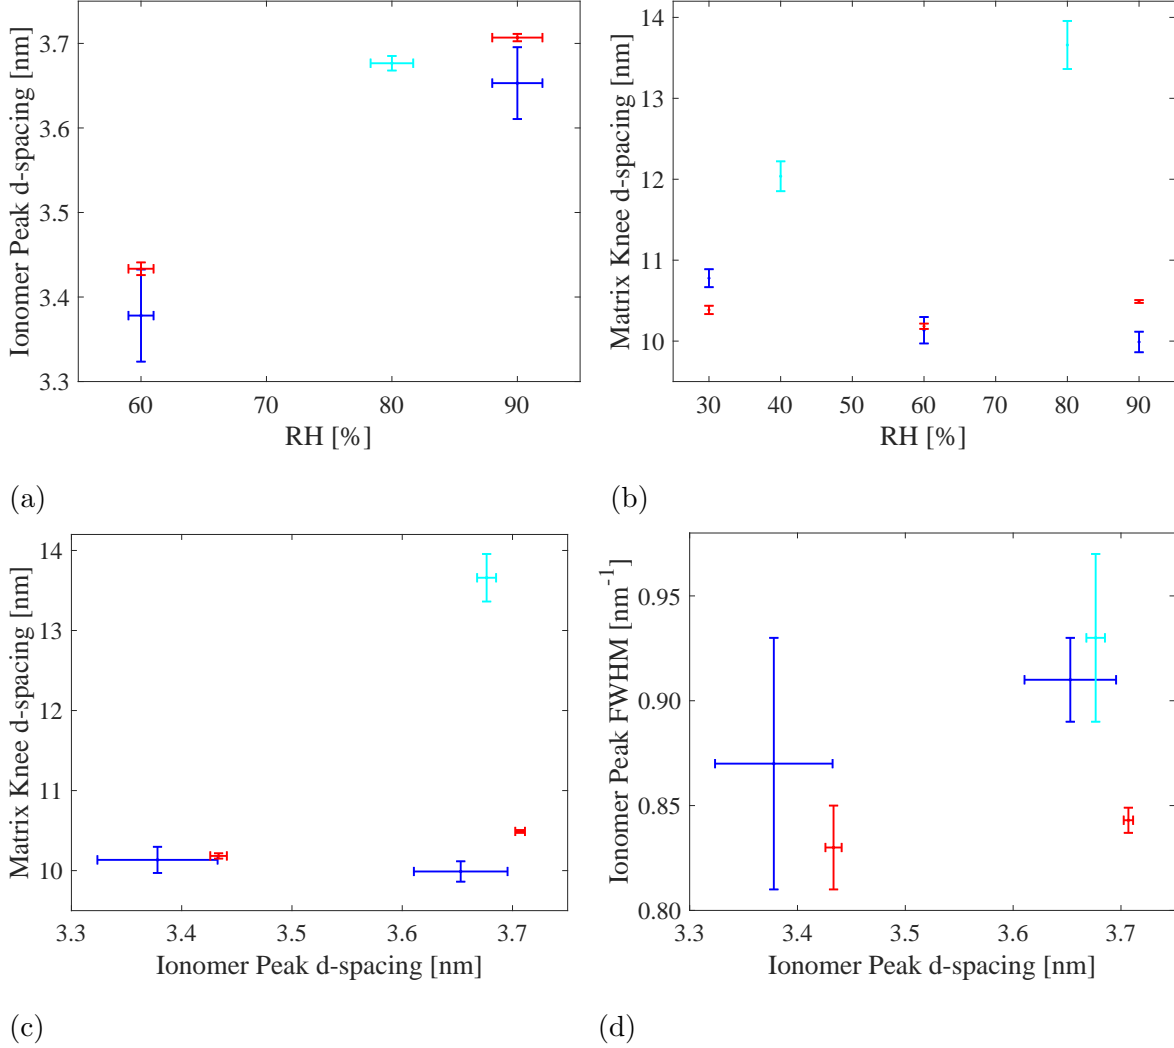 Ionomer Peak d-spacing [nm]
3.7
3.6
3.5
3.4
3.3
60 70 80 90
RH [%]
(a)
Matrix Knee d-spacing [nm]
14
13
12
11
10
30 40 50 60 70 80 90
RH [%]
(b)
Matrix Knee d-spacing [nm]
14
13
12
11
10
3.3 3.4 3.5 3.6 3.7
Ionomer Peak d-spacing [nm]
(c)
Ionomer Peak FWHM [nm⁻¹]
0.95
0.90
0.85
0.80
3.3 3.4 3.5 3.6 3.7
Ionomer Peak d-spacing [nm]
(d)